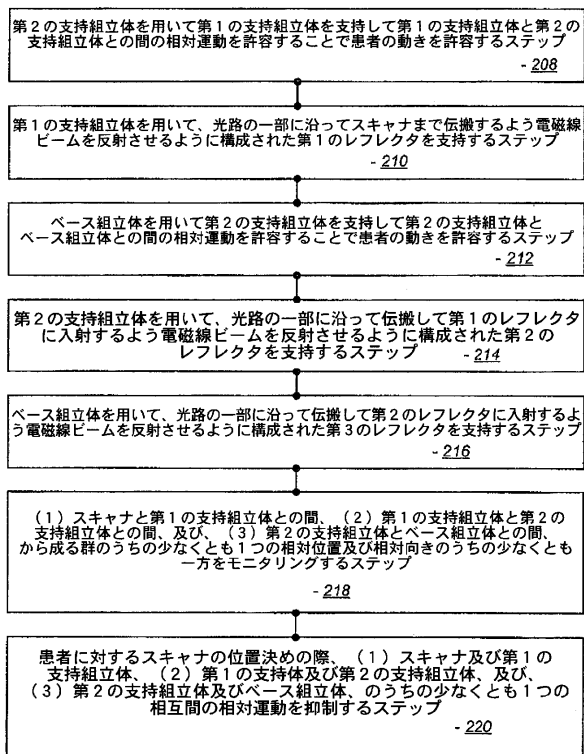 第2の支持組立体を用いて第1の支持組立体を支持して第1の支持組立体と第2の
支持組立体との間の相対運動を許容することで患者の動きを許容するステップ
- 208
第1の支持組立体を用いて、光路の一部に沿ってスキャナまで伝搬するよう電磁線
ビームを反射させるように構成された第1のレフレクタを支持するステップ
- 210
ベース組立体を用いて第2の支持組立体を支持して第2の支持組立体と
ベース組立体との間の相対運動を許容することで患者の動きを許容するステップ
- 212
第2の支持組立体を用いて、光路の一部に沿って伝搬して第1のレフレクタ
に入射するよう電磁線ビームを反射させるように構成された第2の
レフレクタを支持するステップ - 214
ベース組立体を用いて、光路の一部に沿って伝搬して第2のレフレクタに入射するよ
う電磁線ビームを反射させるように構成された第3のレフレクタを支持するステップ
- 216
(1)スキャナと第1の支持組立体との間、(2)第1の支持組立体と第2の
支持組立体との間、及び、(3)第2の支持組立体とベース組立体との間、
から成る群のうちの少なくとも1つの相対位置及び相対向きのうちの少なくとも
一方をモニタリングするステップ
- 218
患者に対するスキャナの位置決めの際、(1)スキャナ及び第1の
支持組立体、(2)第1の支持体及び第2の支持組立体、及び、
(3)第2の支持組立体及びベース組立体、のうちの少なくとも1つの
相互間の相対運動を抑制するステップ
- 220